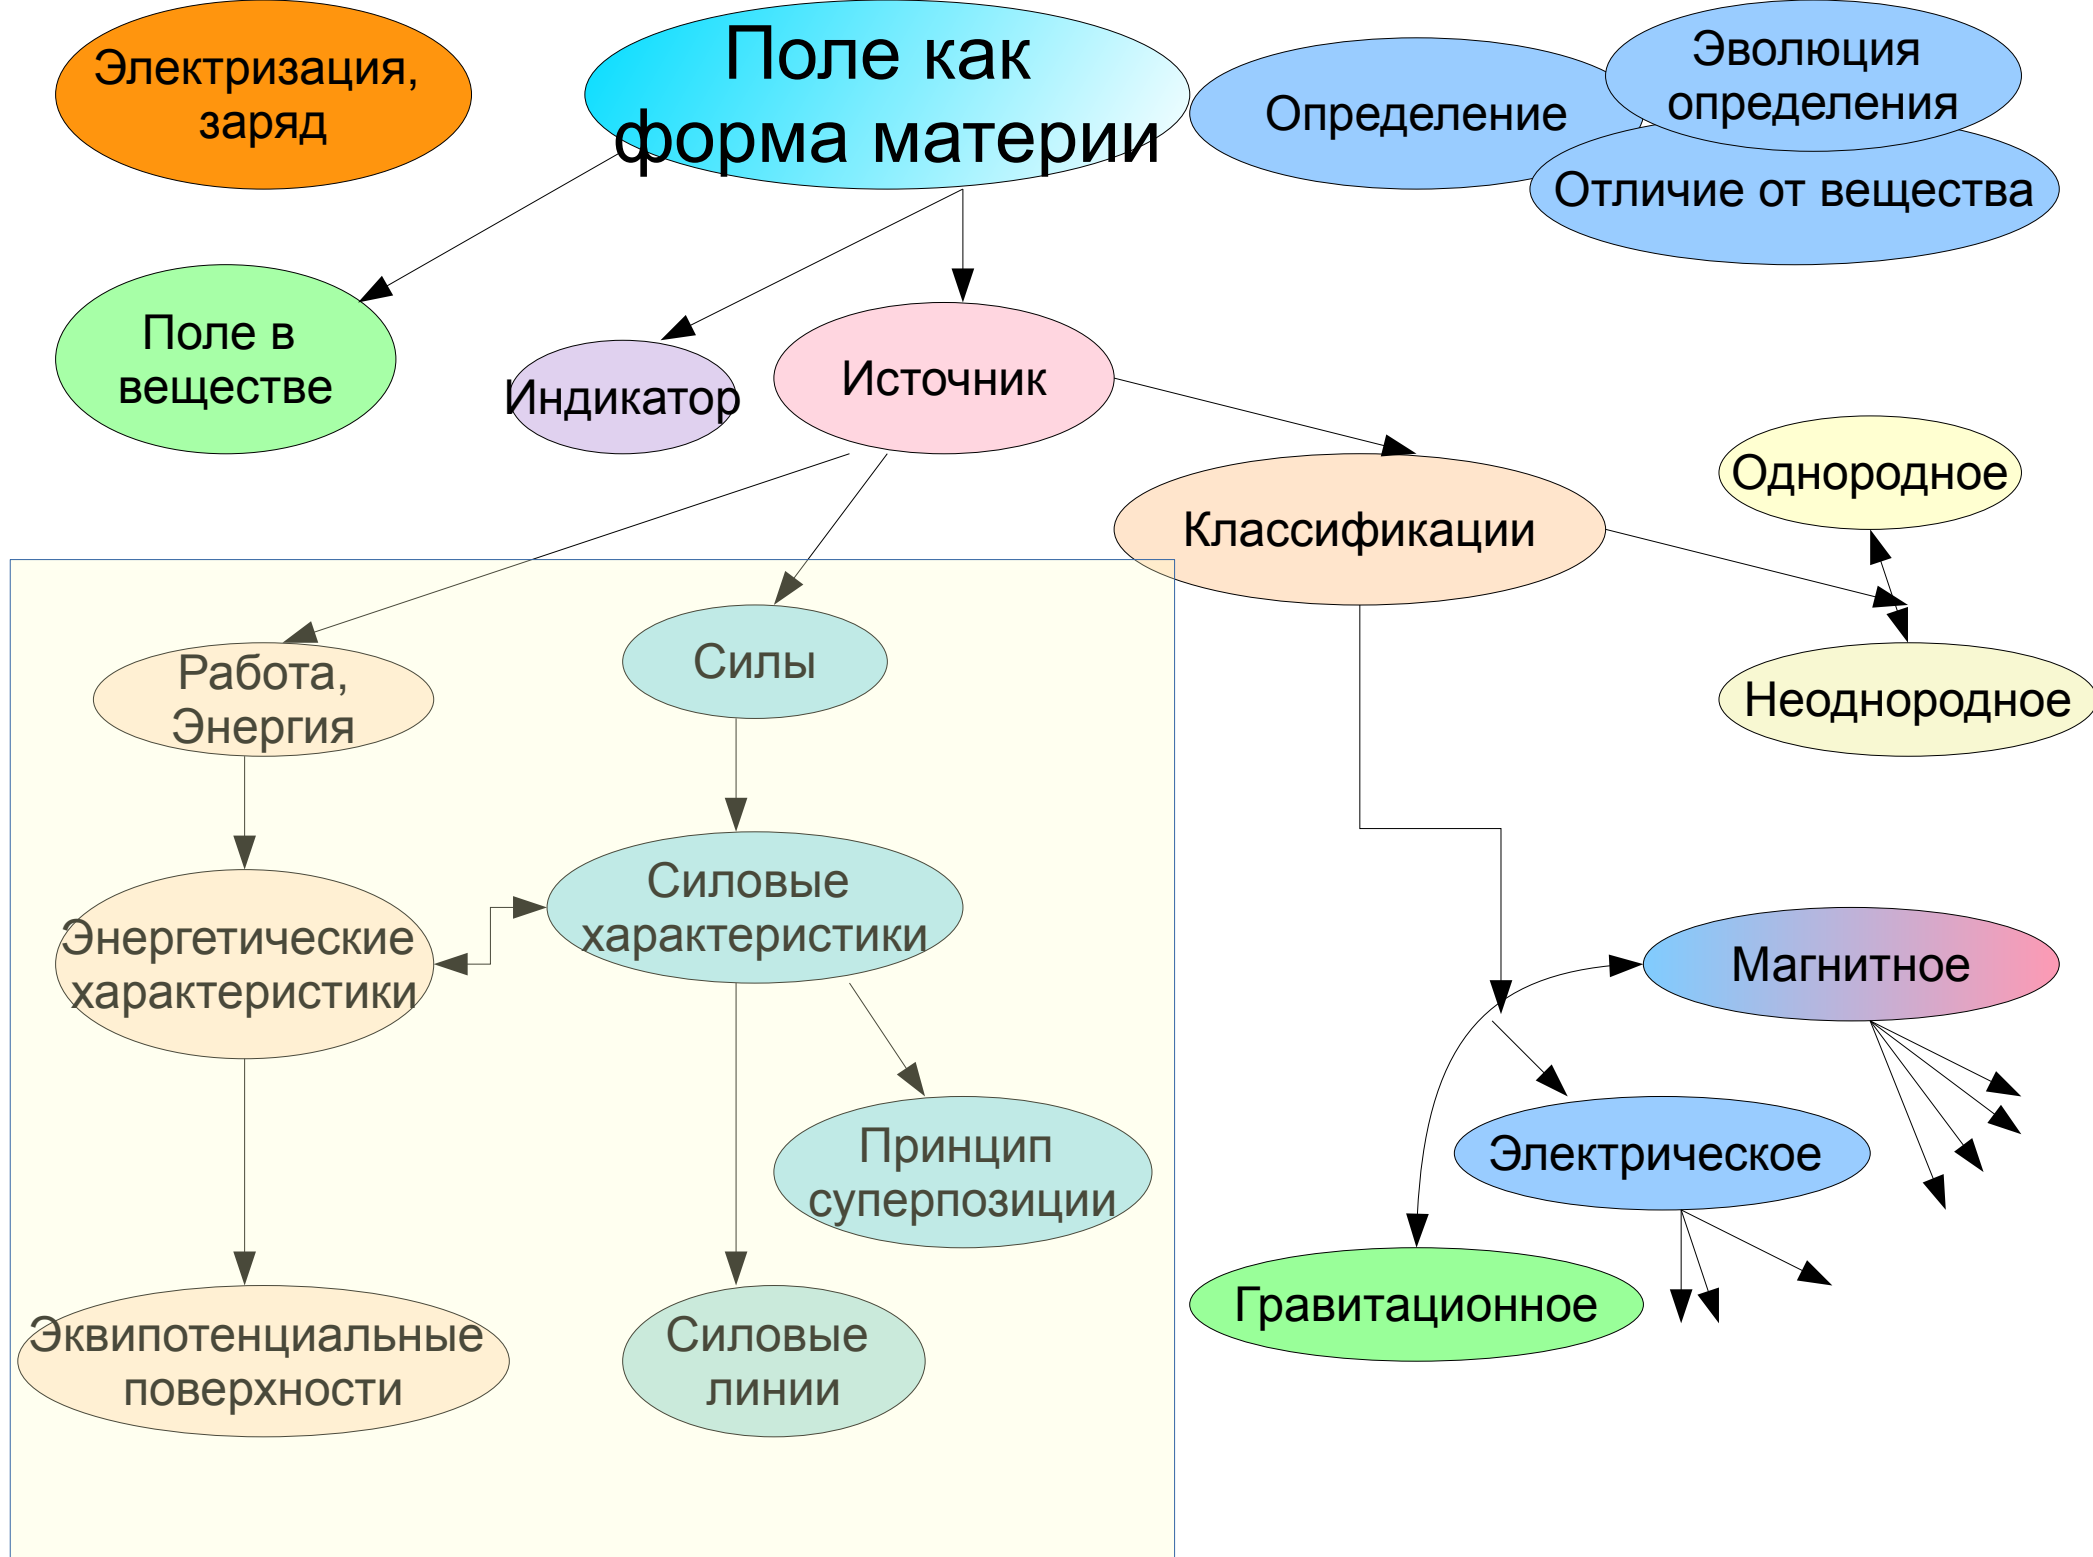 Электризация,
заряд
Поле как
форма материи
Определение
Эволюция
определения
Отличие от вещества
Поле в
веществе
Индикатор
Источник
Классификации
Однородное
Неоднородное
Работа,
Энергия
Силы
Энергетические
характеристики
Силовые
характеристики
Магнитное
Электрическое
Принцип
суперпозиции
Гравитационное
Эквипотенциальные
поверхности
Силовые
линии